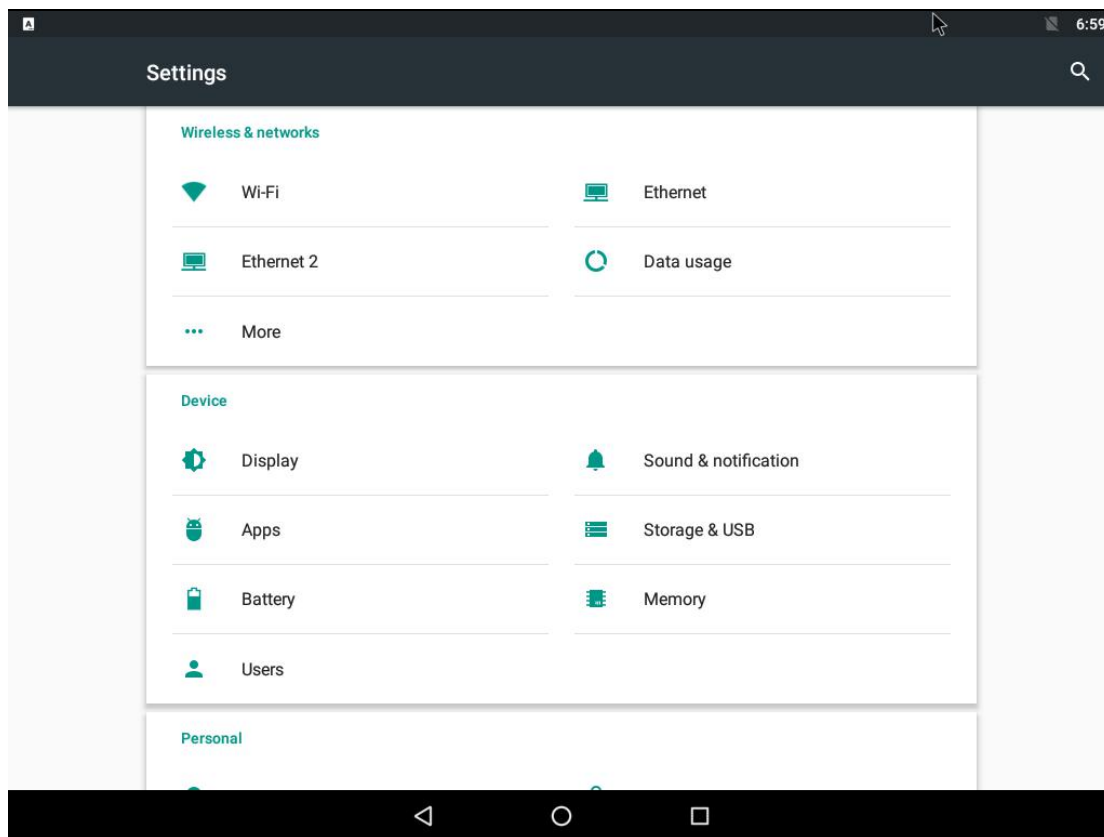 A
6:59
Settings
Wireless & networks
Wi-Fi
Ethernet
Ethernet 2
Data usage
More
Device
Display
Sound & notification
Apps
Storage & USB
Battery
Memory
Users
Personal